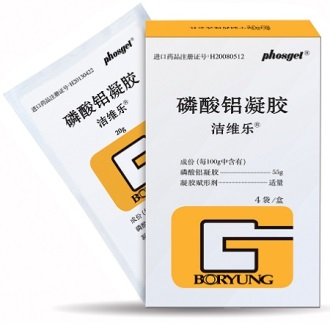 phosgel®
进口药品注册证号·H20130422
磷酸铝凝胶
洁维乐®
20g
BORYUNG
进口药品注册证号·H20080512
phosgel®
磷酸铝凝胶
洁维乐®
成份(每100g中含有)
磷酸铝凝胶 55g
凝胶赋形剂 适量
4袋/盒
BORYUNG